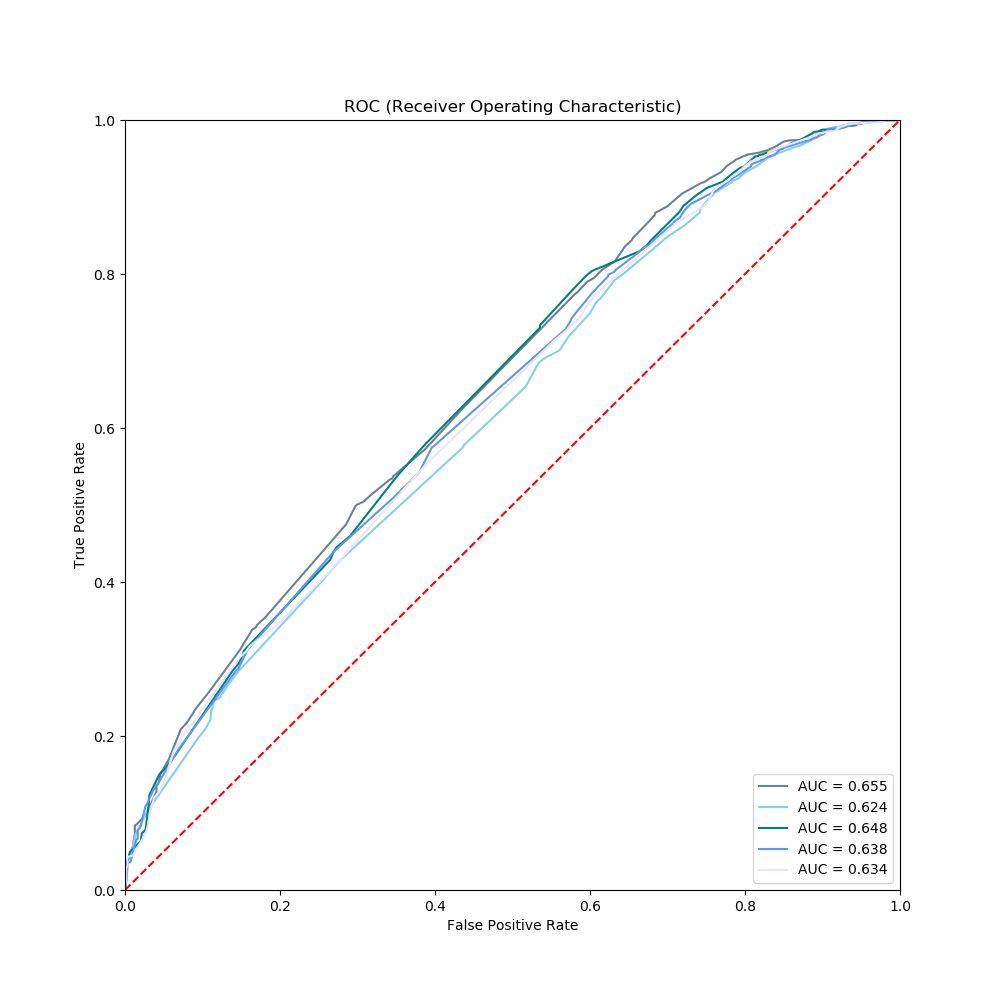 ROC (Receiver Operating Characteristic)
1.0
0.8
0.6
0.4
0.2
0.0
True Positive Rate
AUC = 0.655
AUC = 0.624
AUC = 0.648
AUC = 0.638
AUC = 0.634
0.0 0.2 0.4 0.6 0.8 1.0
False Positive Rate